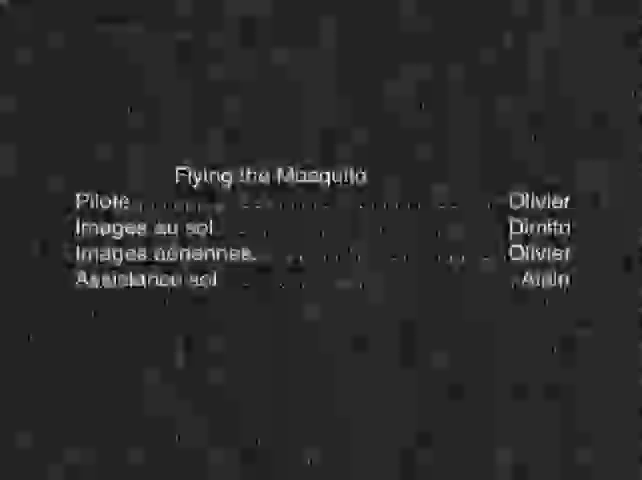 Flying the Mosquito
Pilote Olivier
Images au sol Dimitri
Images aériennes Olivier
Assistance sol Alain